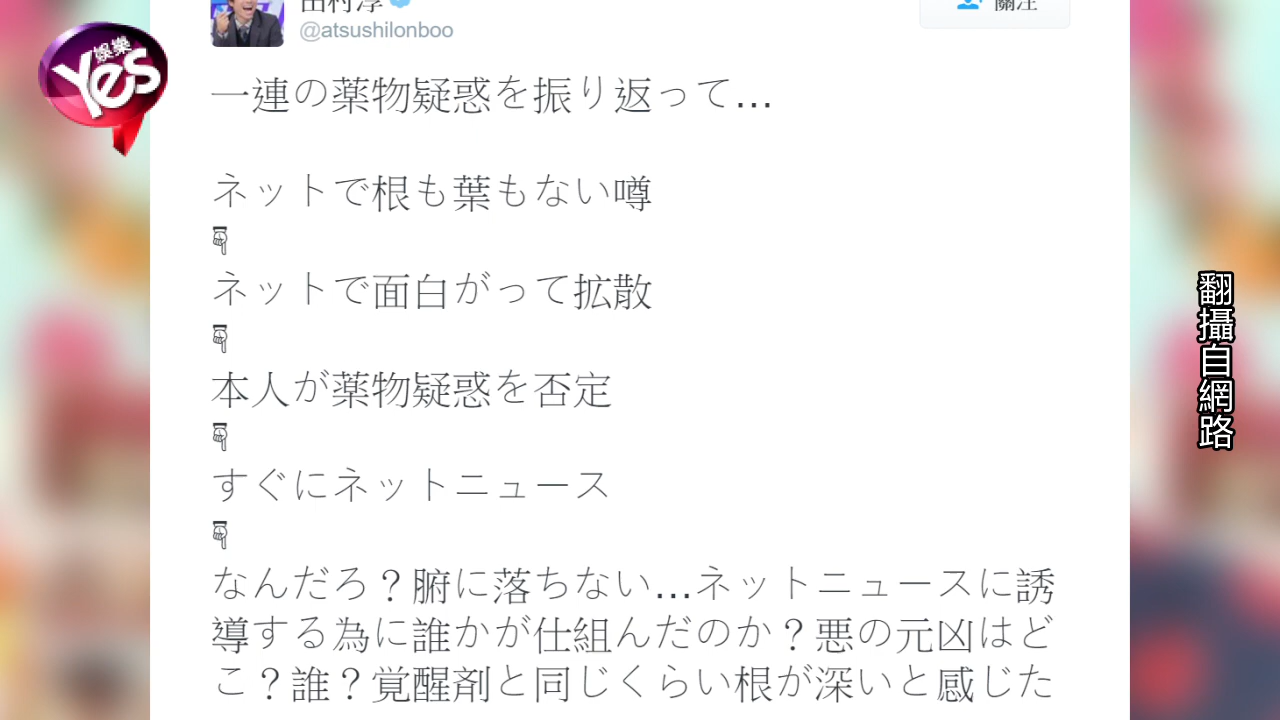 娛樂
Yes
田村淳
@atsushilonboo
關注
一連の薬物疑惑を振り返って…
ネットで根も葉もない噂
👇
ネットで面白がって拡散
👇
本人が薬物疑惑を否定
👇
すぐにネットニュース
👇
なんだろ？腑に落ちない…ネットニュースに誘
導する為に誰かが仕組んだのか？悪の元凶はど
こ？誰？覚醒剤と同じくらい根が深いと感じた
翻攝自網路